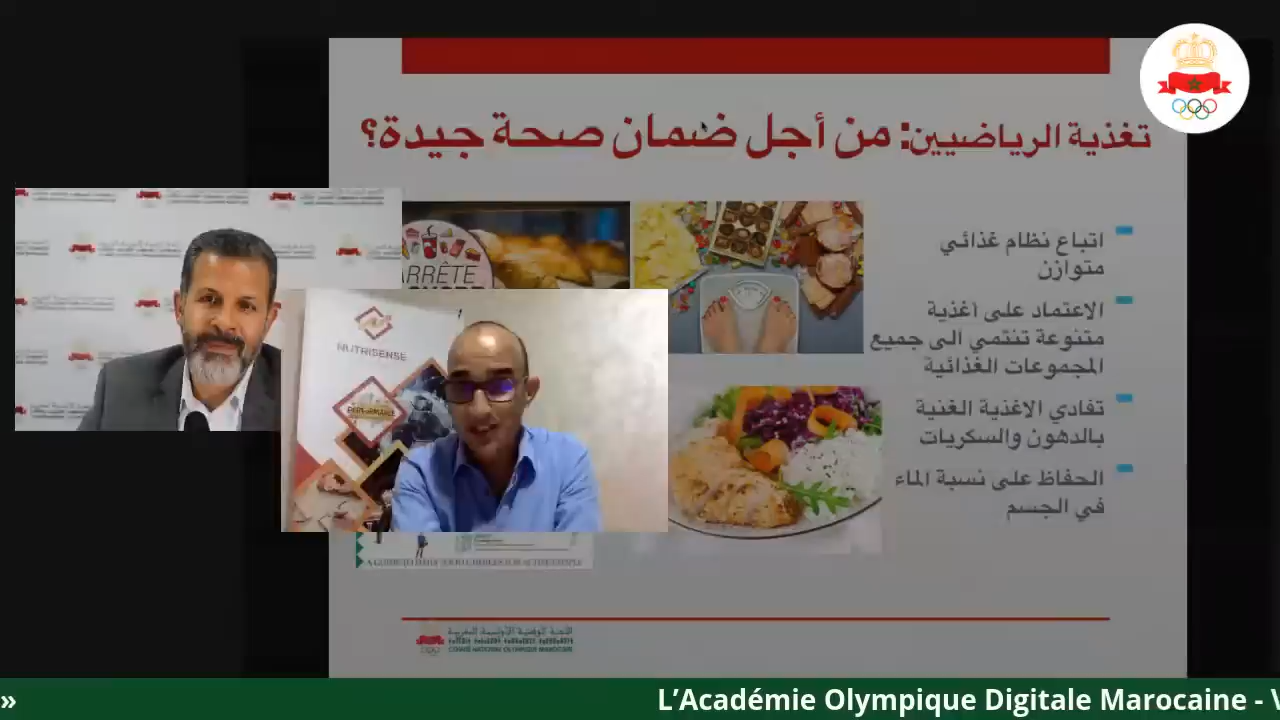 تغذية الرياضيين: من أجل ضمان صحة جيدة؟
اتباع نظام غذائي
متوازن
الاعتماد على أغذية
متنوعة تنتمي الى جميع
المجموعات الغذائية
تفادي الاغذية الغنية
بالدهون والسكريات
الحفاظ على نسبة الماء
في الجسم
ARRÊTE
NUTRISENSE
PERFORMANCE
اللجنة الوطنية الأولمبية المغربية
COMITÉ NATIONAL OLYMPIQUE MAROCAIN
»
L’Académie Olympique Digitale Marocaine - V